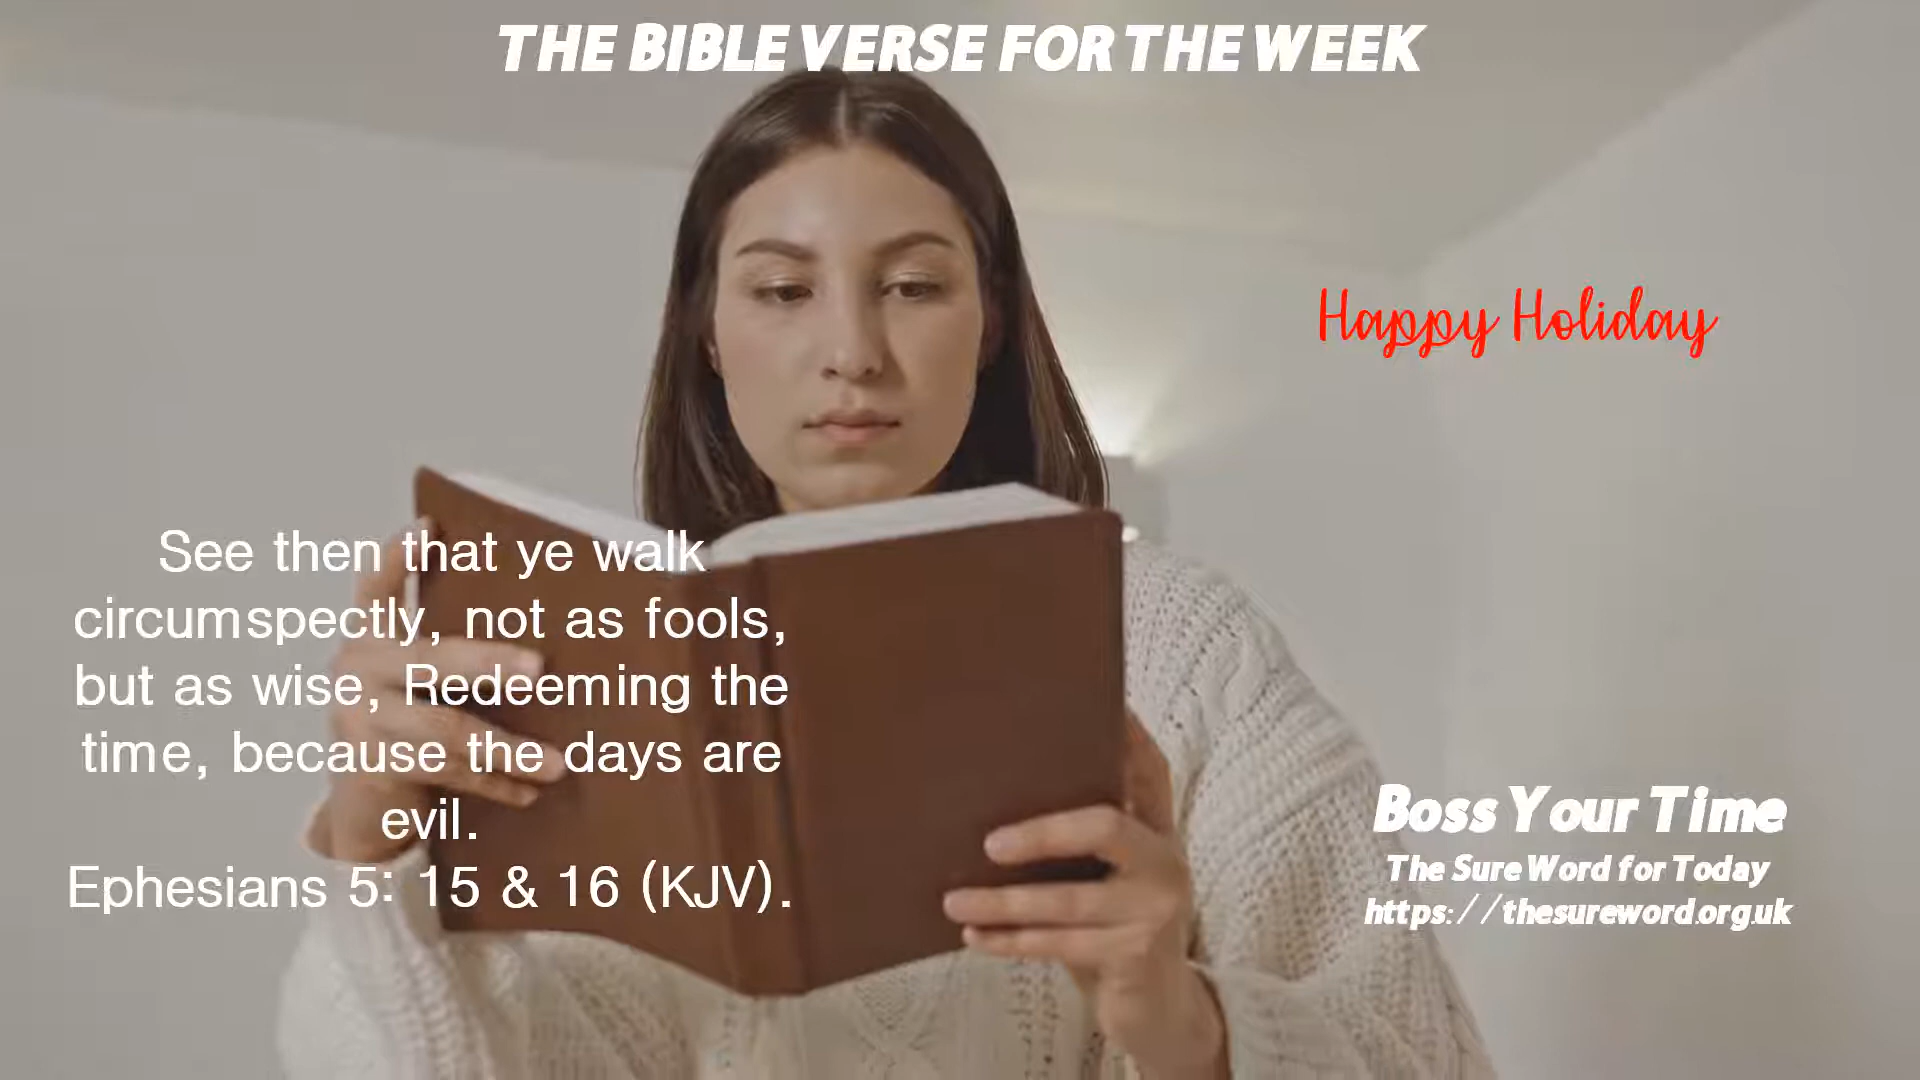 THE BIBLE VERSE FOR THE WEEK
Happy Holiday
See then that ye walk
circumspectly, not as fools,
but as wise, Redeeming the
time, because the days are
evil.
Ephesians 5: 15 & 16 (KJV).
Boss Your Time
The Sure Word for Today
https://thesureword.org.uk